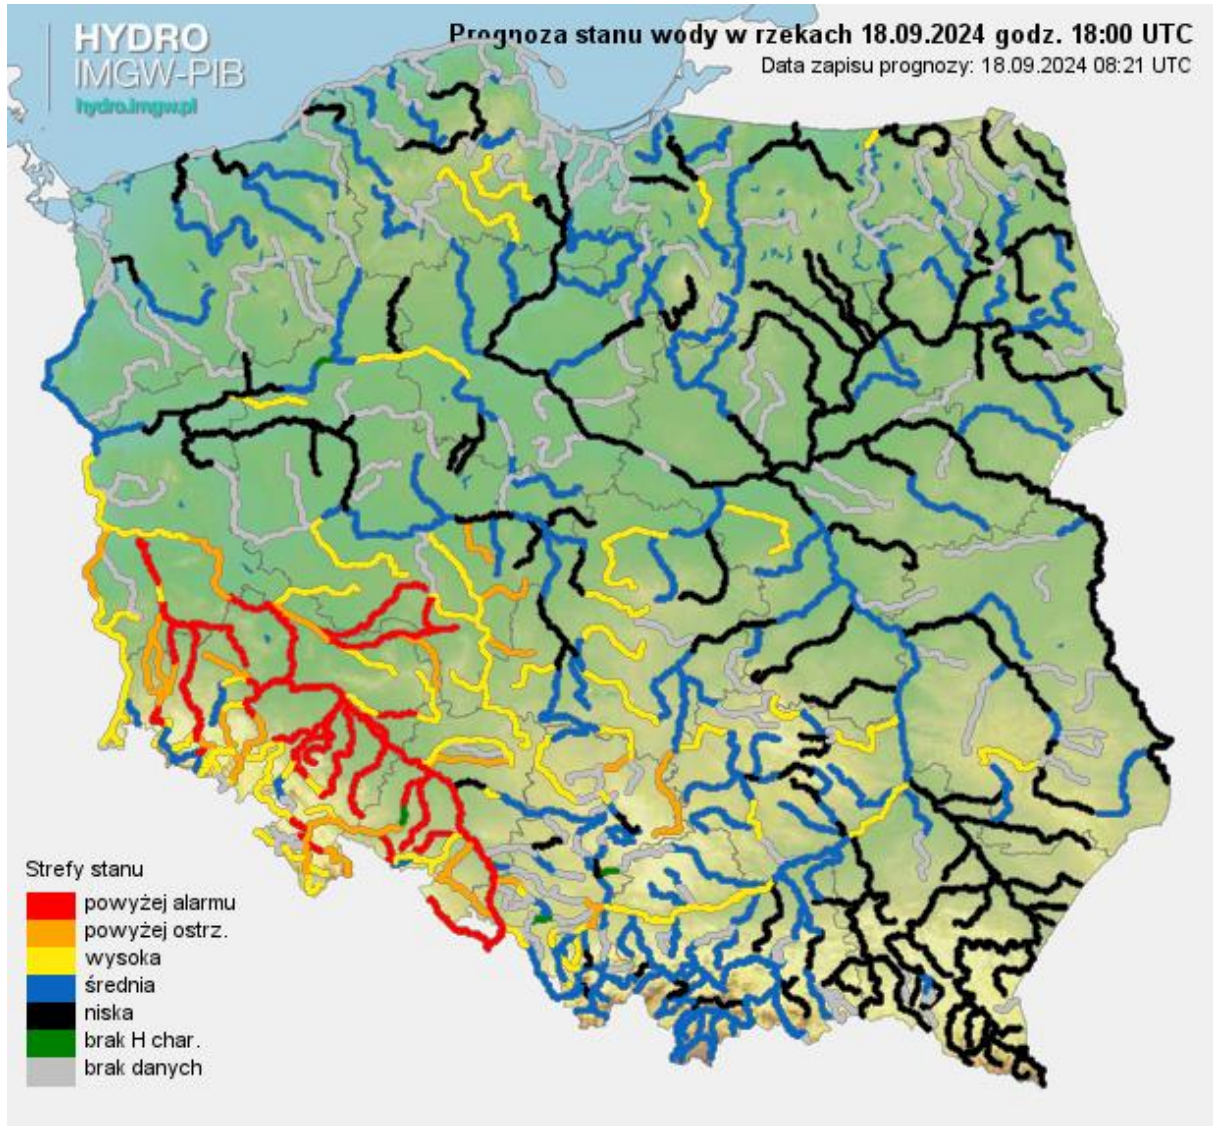 HYDRO
IMGW-PIB
hydro.imgw.pl
Prognoza stanu wody w rzekach 18.09.2024 godz. 18:00 UTC
Data zapisu prognozy: 18.09.2024 08:21 UTC
Strefy stanu
powyżej alarmu
powyżej ostrz.
wysoka
średnia
niska
brak H char.
brak danych